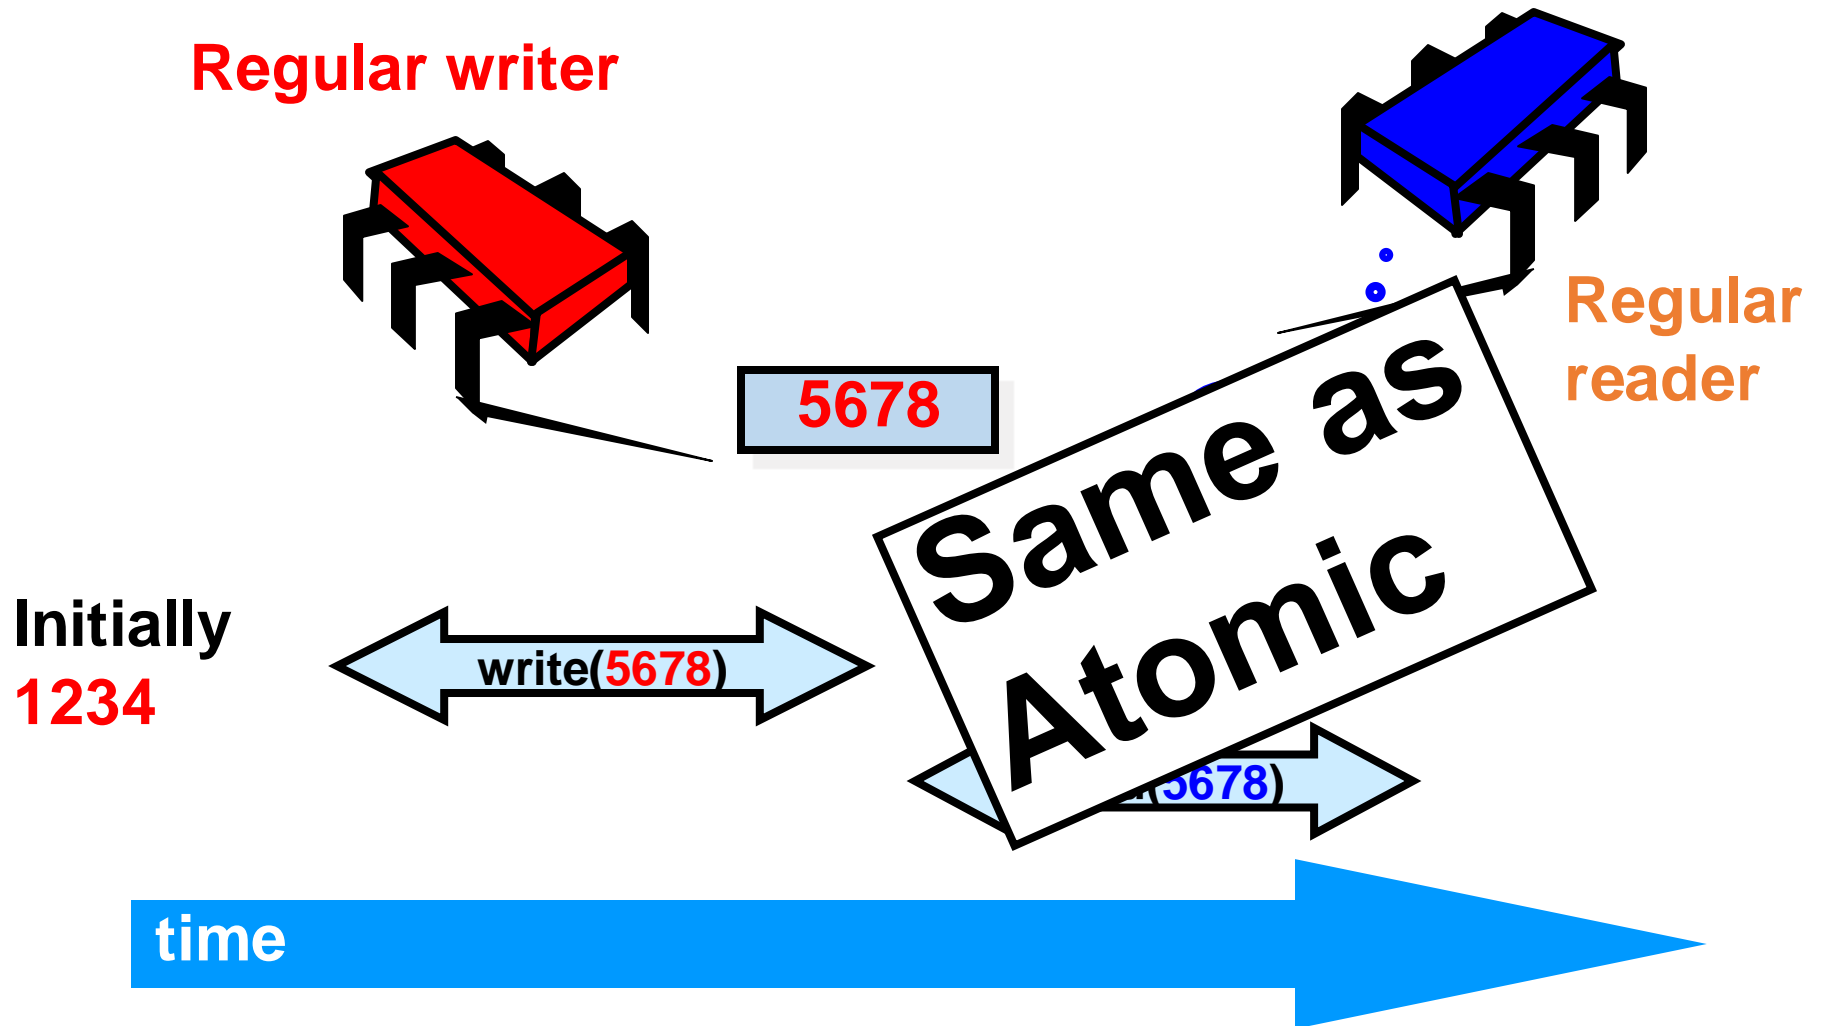 Regular writer
Regular
reader
5678
Same as
Atomic
Initially
1234
write(5678)
(5678)
time